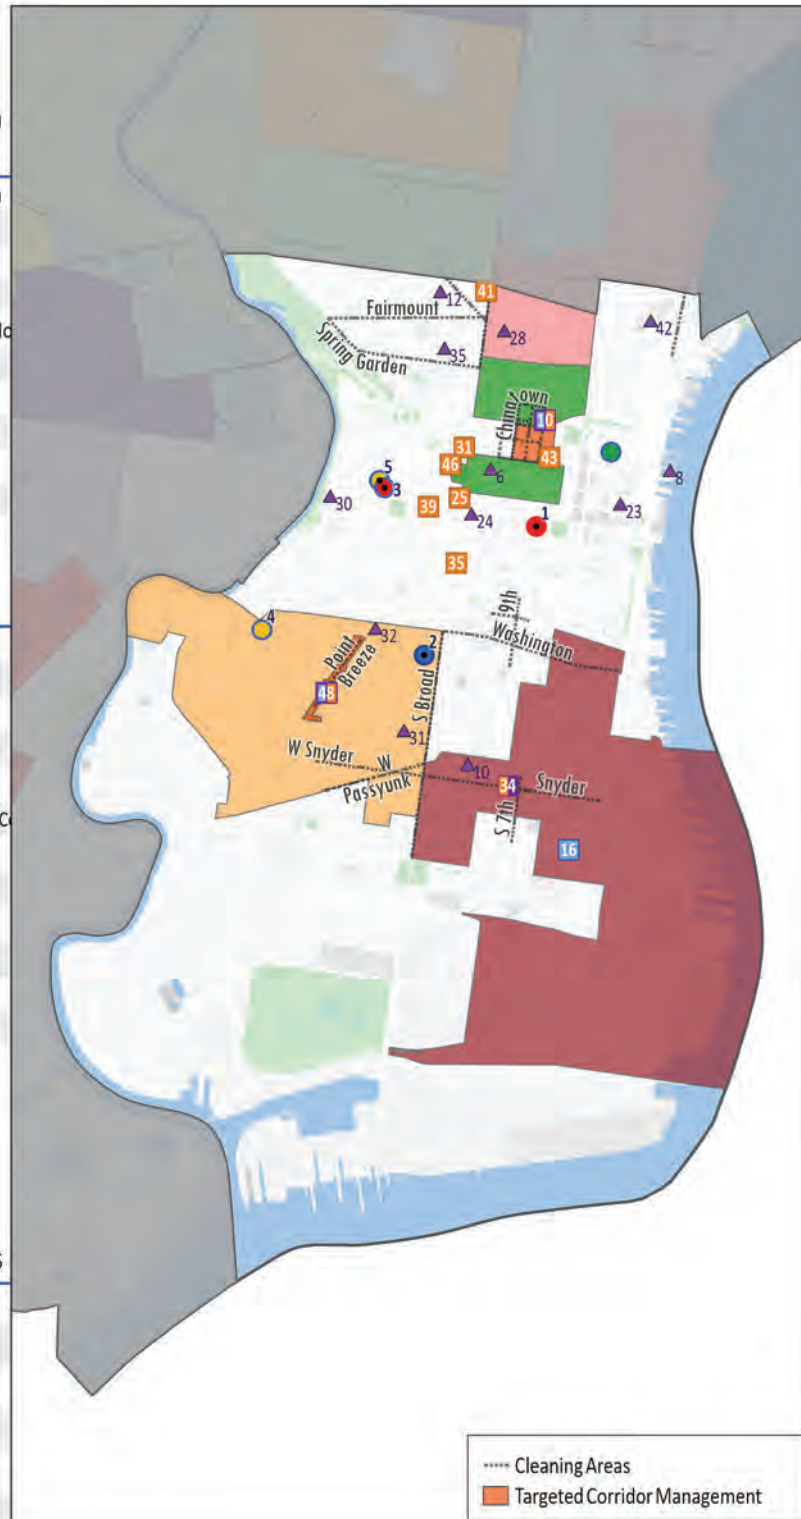 41
12
Fairmount
42
28
35
Spring Garden
Chinatown
10
31
43
46
6
5
3
30
25
39
24
8
23
1
35
9th
4
32
2
Washington
Point
Breeze
48
S Broad
31
W Snyder
W
Passyunk
10
34
Snyder
S 7th
16
Cleaning Areas
Targeted Corridor Management